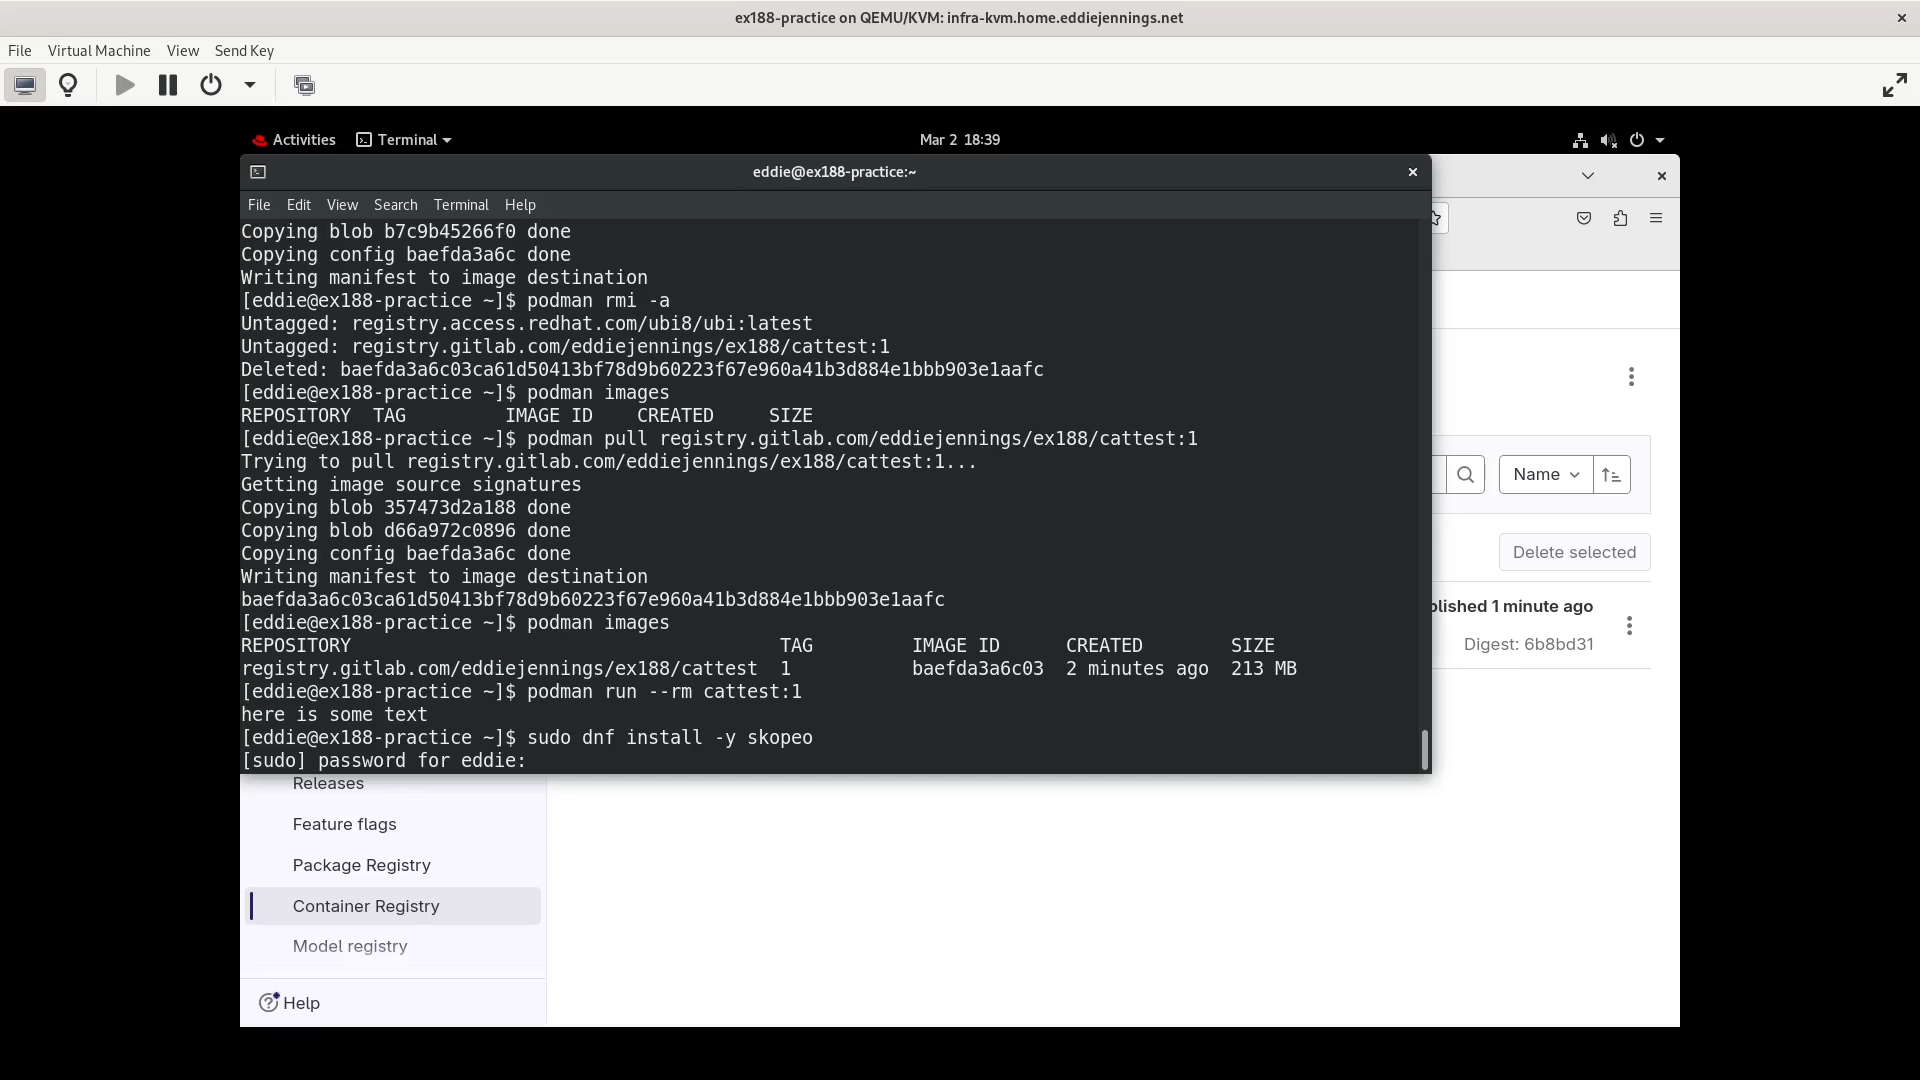 ex188-practice on QEMU/KVM: infra-kvm.home.eddiejennings.net
File Virtual Machine View Send Key
Activities Terminal Mar 2 18:39
eddie@ex188-practice:~
File Edit View Search Terminal Help
Copying blob b7c9b45266f0 done
Copying config baefda3a6c done
Writing manifest to image destination
[eddie@ex188-practice ~]$ podman rmi -a
Untagged: registry.access.redhat.com/ubi8/ubi:latest
Untagged: registry.gitlab.com/eddiejennings/ex188/cattest:1
Deleted: baefda3a6c03ca61d50413bf78d9b60223f67e960a41b3d884e1bbb903e1aafc
[eddie@ex188-practice ~]$ podman images
REPOSITORY TAG IMAGE ID CREATED SIZE
[eddie@ex188-practice ~]$ podman pull registry.gitlab.com/eddiejennings/ex188/cattest:1
Trying to pull registry.gitlab.com/eddiejennings/ex188/cattest:1...
Getting image source signatures
Copying blob 357473d2a188 done
Copying blob d66a972c0896 done
Copying config baefda3a6c done
Writing manifest to image destination
baefda3a6c03ca61d50413bf78d9b60223f67e960a41b3d884e1bbb903e1aafc
[eddie@ex188-practice ~]$ podman images
REPOSITORY TAG IMAGE ID CREATED SIZE
registry.gitlab.com/eddiejennings/ex188/cattest 1 baefda3a6c03 2 minutes ago 213 MB
[eddie@ex188-practice ~]$ podman run --rm cattest:1
here is some text
[eddie@ex188-practice ~]$ sudo dnf install -y skopeo
[sudo] password for eddie:
Name
Delete selected
blished 1 minute ago
Digest: 6b8bd31
Releases
Feature flags
Package Registry
Container Registry
Model registry
Help